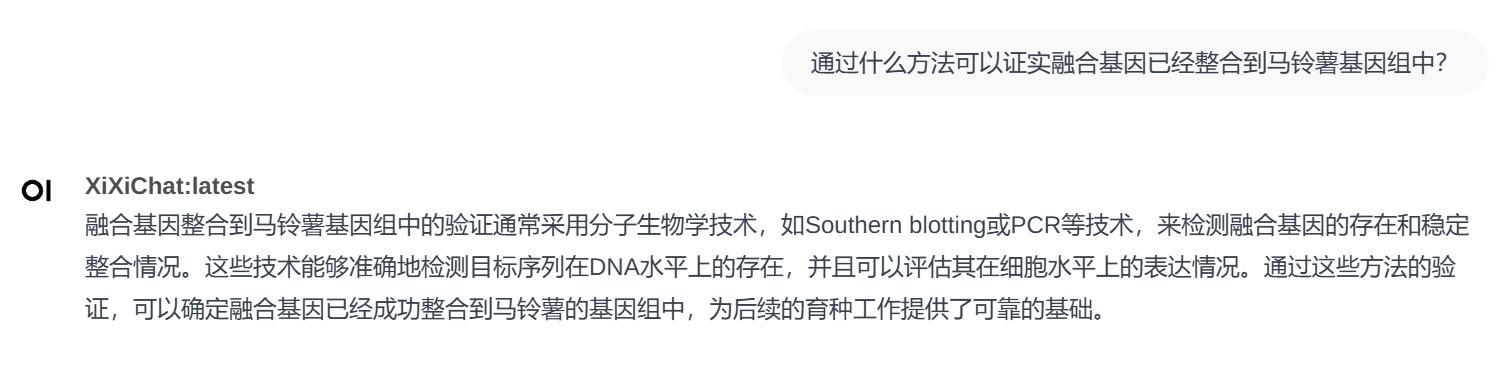 通过什么方法可以证实融合基因已经整合到马铃薯基因组中？
XiXiChat:latest
融合基因整合到马铃薯基因组中的验证通常采用分子生物学技术，如Southern blotting或PCR等技术，来检测融合基因的存在和稳定
整合情况。这些技术能够准确地检测目标序列在DNA水平上的存在，并且可以评估其在细胞水平上的表达情况。通过这些方法的验
证，可以确定融合基因已经成功整合到马铃薯的基因组中，为后续的育种工作提供了可靠的基础。